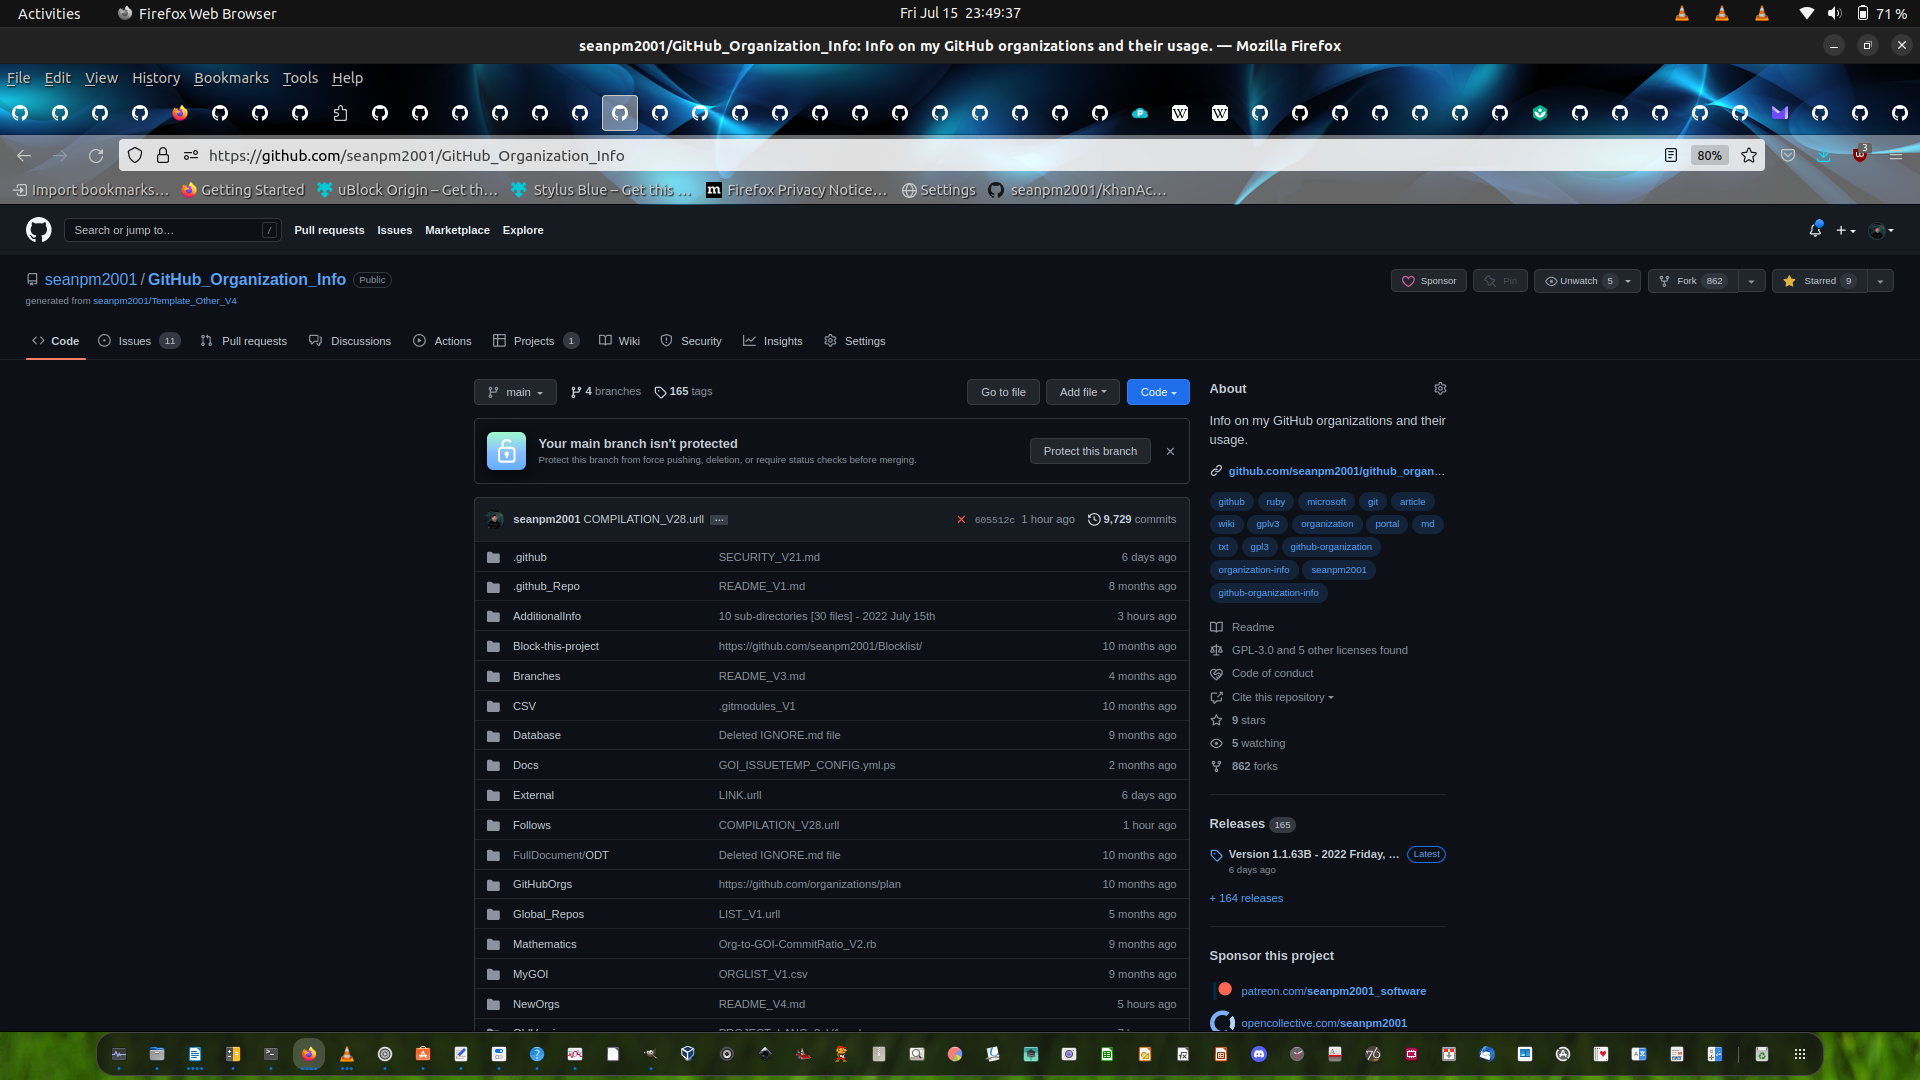 Activities
Firefox Web Browser
Fri Jul 15 23:49:37
71 %
seanpm2001/GitHub_Organization_Info: Info on my GitHub organizations and their usage. — Mozilla Firefox
File Edit View History Bookmarks Tools Help
https://github.com/seanpm2001/GitHub_Organization_Info
80%
3
Import bookmarks…
Getting Started
uBlock Origin – Get th…
Stylus Blue – Get this …
Firefox Privacy Notice…
Settings
seanpm2001/KhanAc…
Search or jump to…
/
Pull requests Issues Marketplace Explore
seanpm2001 / GitHub_Organization_Info
Public
generated from seanpm2001/Template_Other_V4
Sponsor
Pin
Unwatch 5
Fork 862
Starred 9
Code
Issues 11
Pull requests
Discussions
Actions
Projects 1
Wiki
Security
Insights
Settings
main
4 branches
165 tags
Go to file
Add file
Code
Your main branch isn't protected
Protect this branch from force pushing, deletion, or require status checks before merging.
Protect this branch
seanpm2001 COMPILATION_V28.urll …
605512c 1 hour ago
9,729 commits
.github SECURITY_V21.md 6 days ago
.github_Repo README_V1.md 8 months ago
AdditionalInfo 10 sub-directories [30 files] - 2022 July 15th 3 hours ago
Block-this-project https://github.com/seanpm2001/Blocklist/ 10 months ago
Branches README_V3.md 4 months ago
CSV .gitmodules_V1 10 months ago
Database Deleted IGNORE.md file 9 months ago
Docs GOI_ISSUETEMP_CONFIG.yml.ps 2 months ago
External LINK.urll 6 days ago
Follows COMPILATION_V28.urll 1 hour ago
FullDocument/ODT Deleted IGNORE.md file 10 months ago
GitHubOrgs https://github.com/organizations/plan 10 months ago
Global_Repos LIST_V1.urll 5 months ago
Mathematics Org-to-GOI-CommitRatio_V2.rb 9 months ago
MyGOI ORGLIST_V1.csv 9 months ago
NewOrgs README_V4.md 5 hours ago
About
Info on my GitHub organizations and their
usage.
github.com/seanpm2001/github_organ…
github ruby microsoft git article
wiki gplv3 organization portal md
txt gpl3 github-organization
organization-info seanpm2001
github-organization-info
Readme
GPL-3.0 and 5 other licenses found
Code of conduct
Cite this repository
9 stars
5 watching
862 forks
Releases 165
Version 1.1.63B - 2022 Friday, … Latest
6 days ago
+ 164 releases
Sponsor this project
patreon.com/seanpm2001_software
opencollective.com/seanpm2001